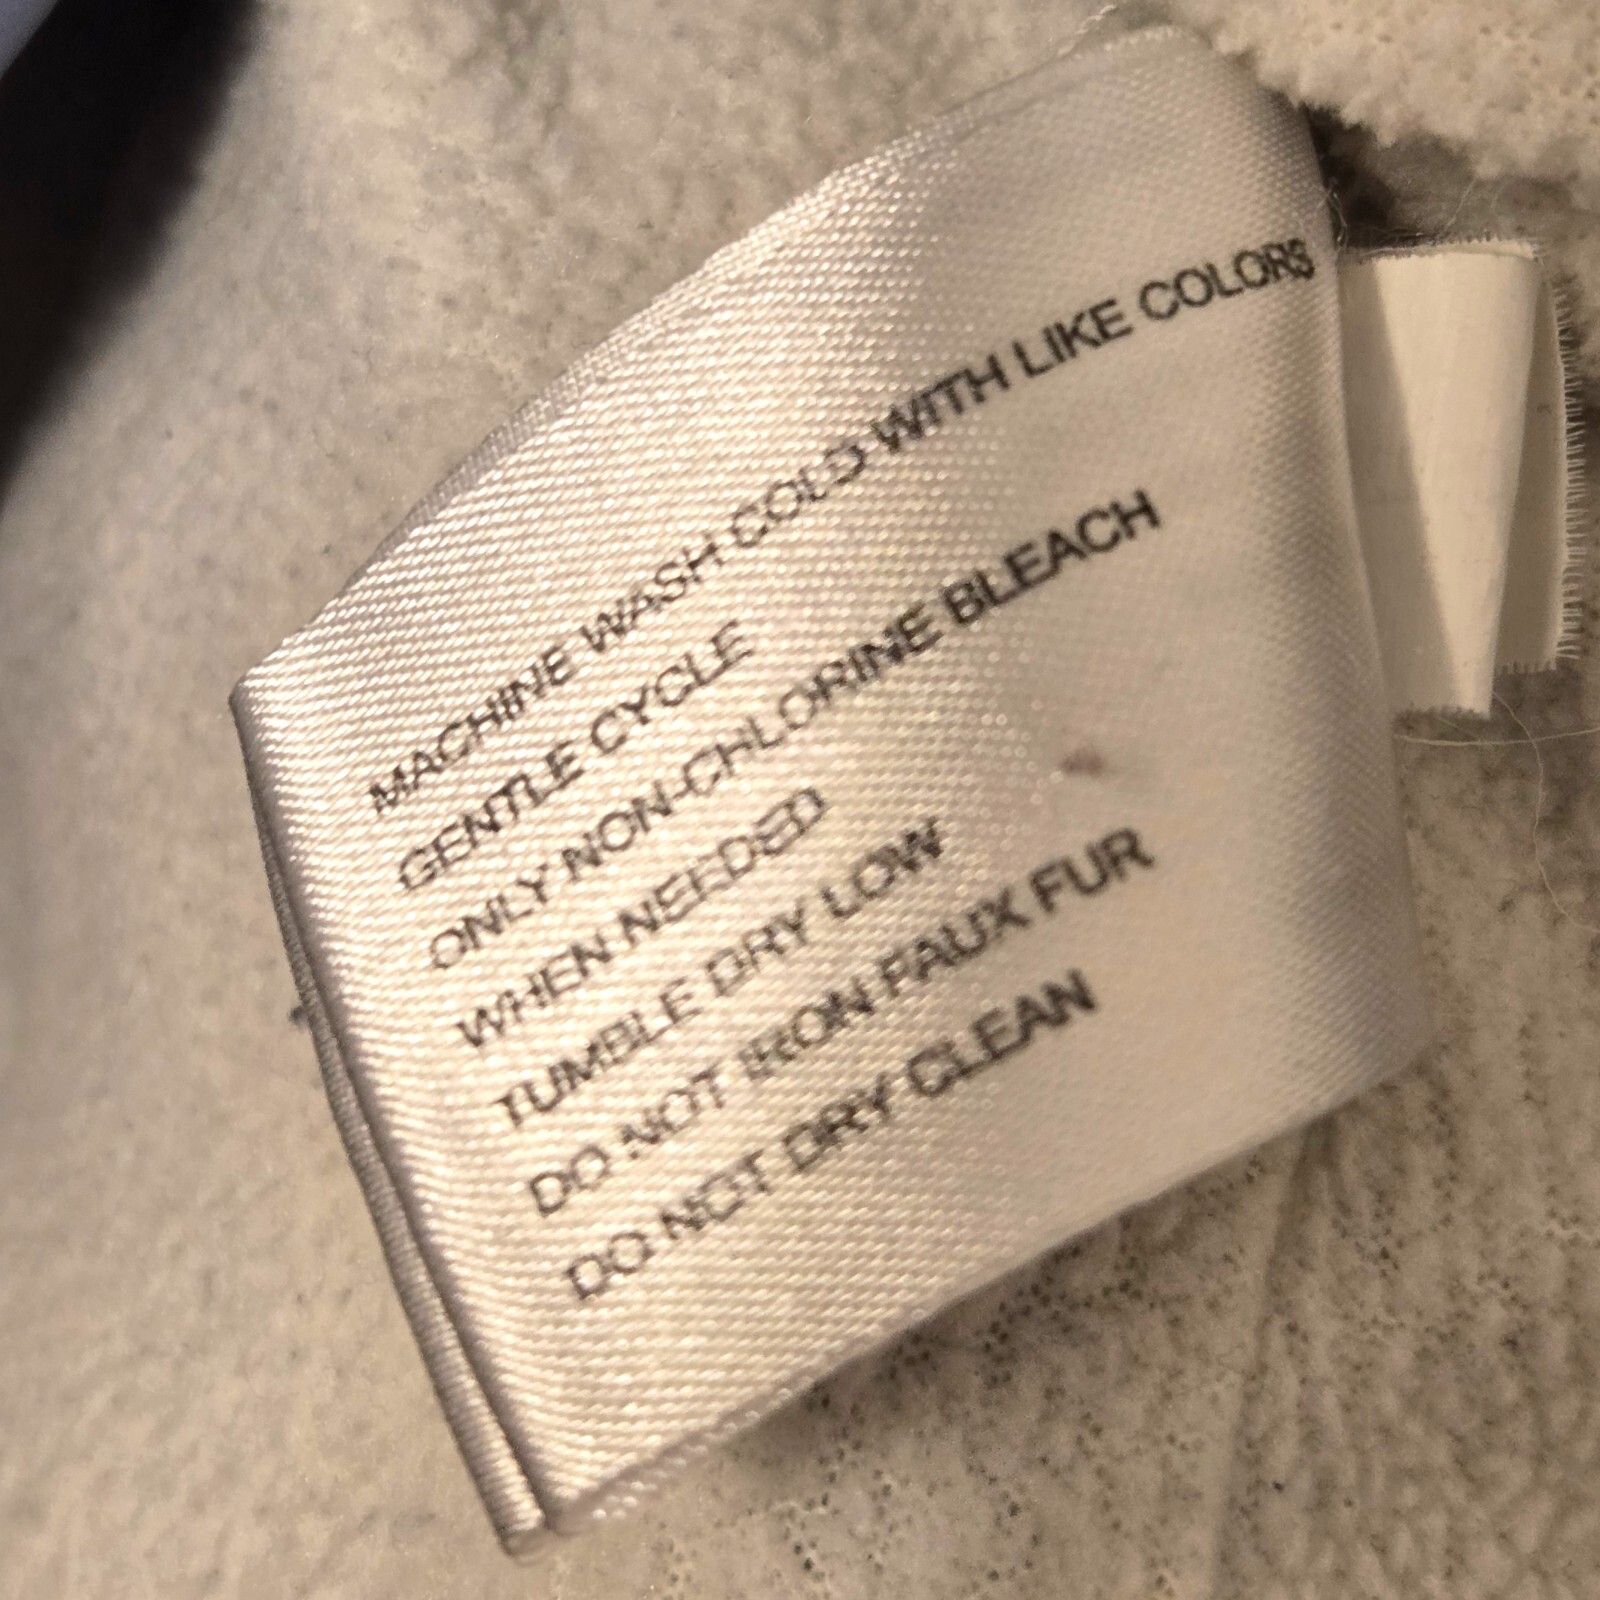 MACHINE WASH COLD WITH LIKE COLORS
GENTLE CYCLE
ONLY NON-CHLORINE BLEACH
WHEN NEEDED
TUMBLE DRY LOW
DO NOT IRON FAUX FUR
DO NOT DRY CLEAN